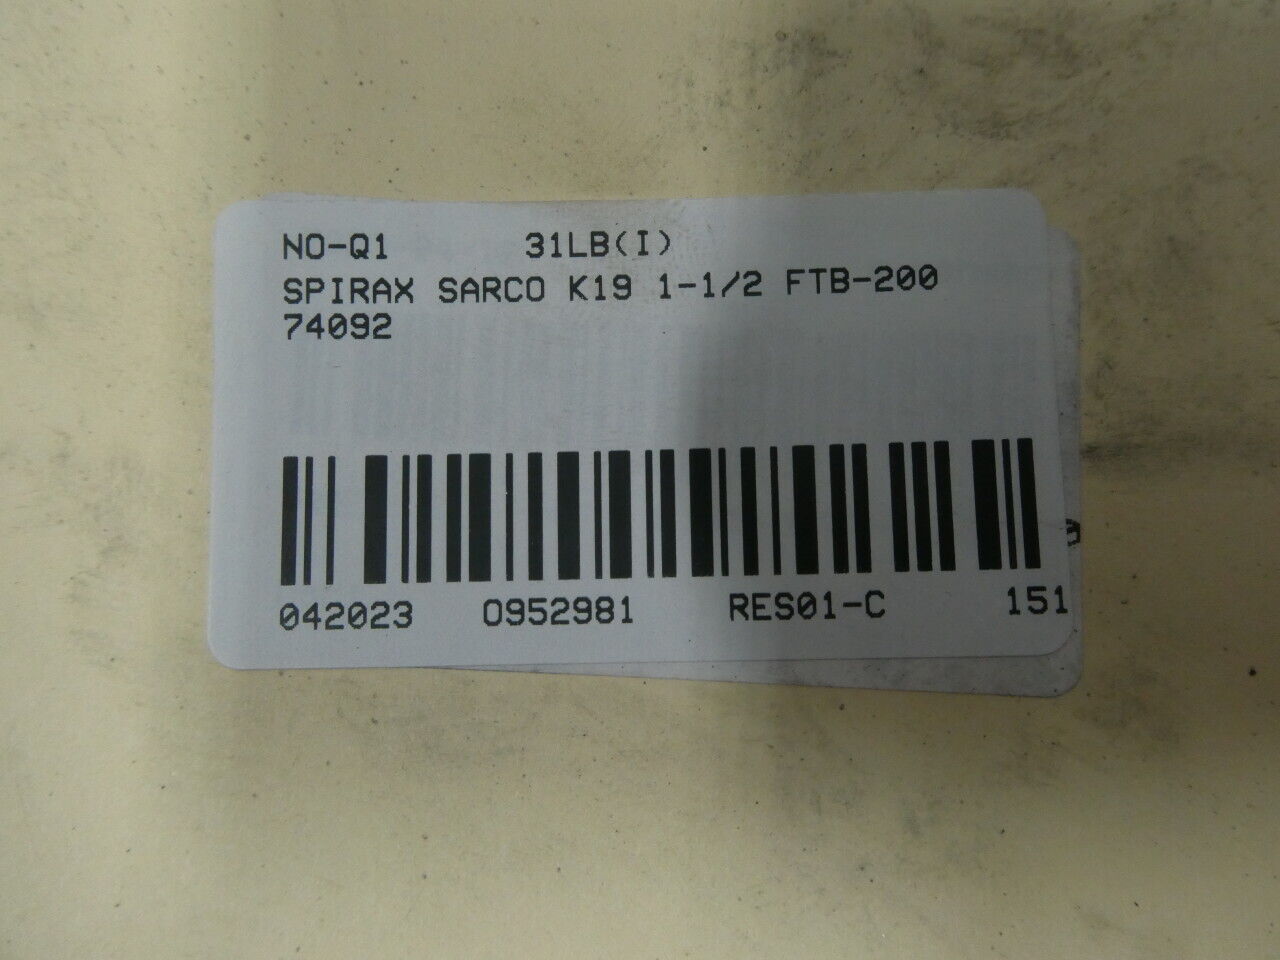 NO-Q1 31LB(I)
SPIRAX SARCO K19 1-1/2 FTB-200
74092
042023 0952981 RES01-C 151